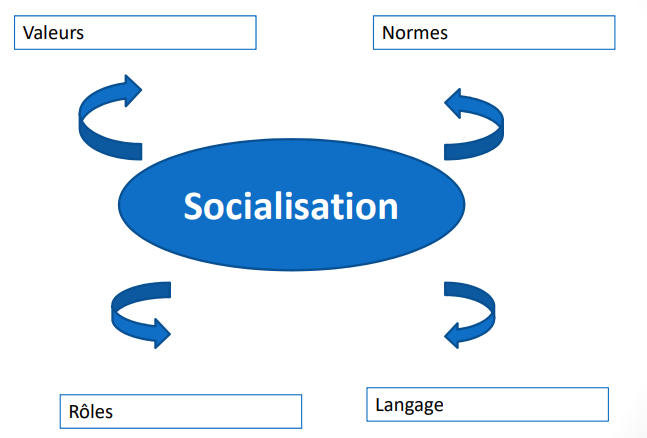 Valeurs
Normes
Socialisation
Rôles
Langage